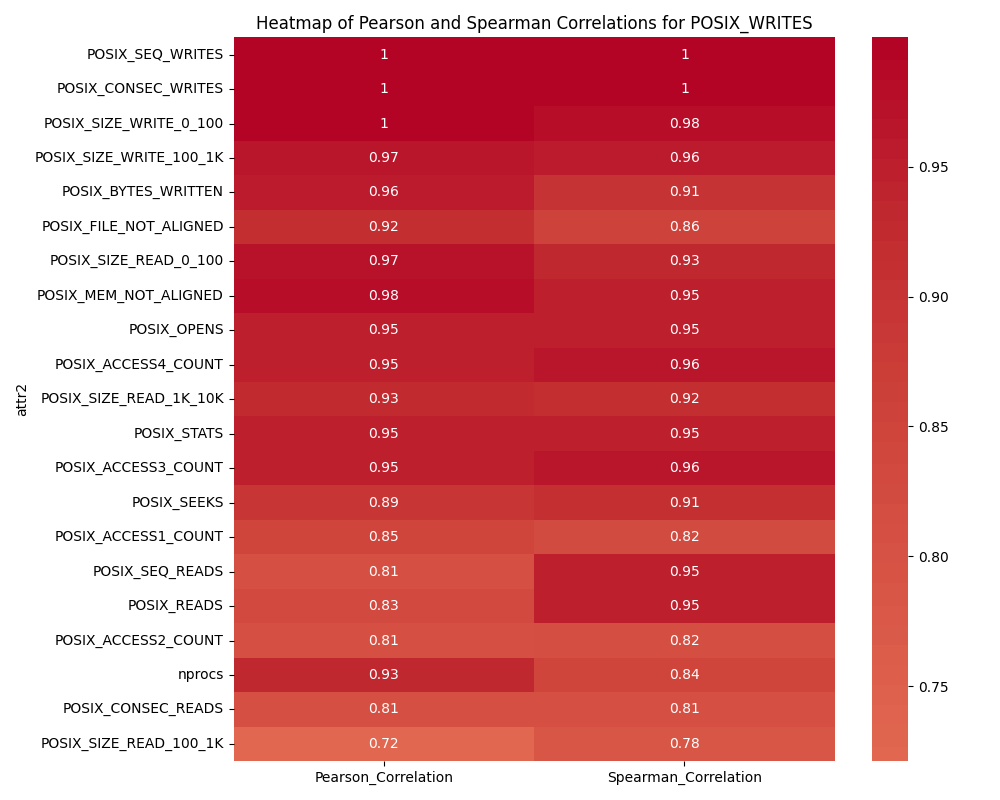 Heatmap of Pearson and Spearman Correlations for POSIX_WRITES
POSIX_SEQ_WRITES 1 1
POSIX_CONSEC_WRITES 1 1
POSIX_SIZE_WRITE_0_100 1 0.98
POSIX_SIZE_WRITE_100_1K 0.97 0.96
POSIX_BYTES_WRITTEN 0.96 0.91
POSIX_FILE_NOT_ALIGNED 0.92 0.86
POSIX_SIZE_READ_0_100 0.97 0.93
POSIX_MEM_NOT_ALIGNED 0.98 0.95
POSIX_OPENS 0.95 0.95
POSIX_ACCESS4_COUNT 0.95 0.96
POSIX_SIZE_READ_1K_10K 0.93 0.92
POSIX_STATS 0.95 0.95
POSIX_ACCESS3_COUNT 0.95 0.96
POSIX_SEEKS 0.89 0.91
POSIX_ACCESS1_COUNT 0.85 0.82
POSIX_SEQ_READS 0.81 0.95
POSIX_READS 0.83 0.95
POSIX_ACCESS2_COUNT 0.81 0.82
nprocs 0.93 0.84
POSIX_CONSEC_READS 0.81 0.81
POSIX_SIZE_READ_100_1K 0.72 0.78
attr2
Pearson_Correlation Spearman_Correlation
0.95
0.90
0.85
0.80
0.75